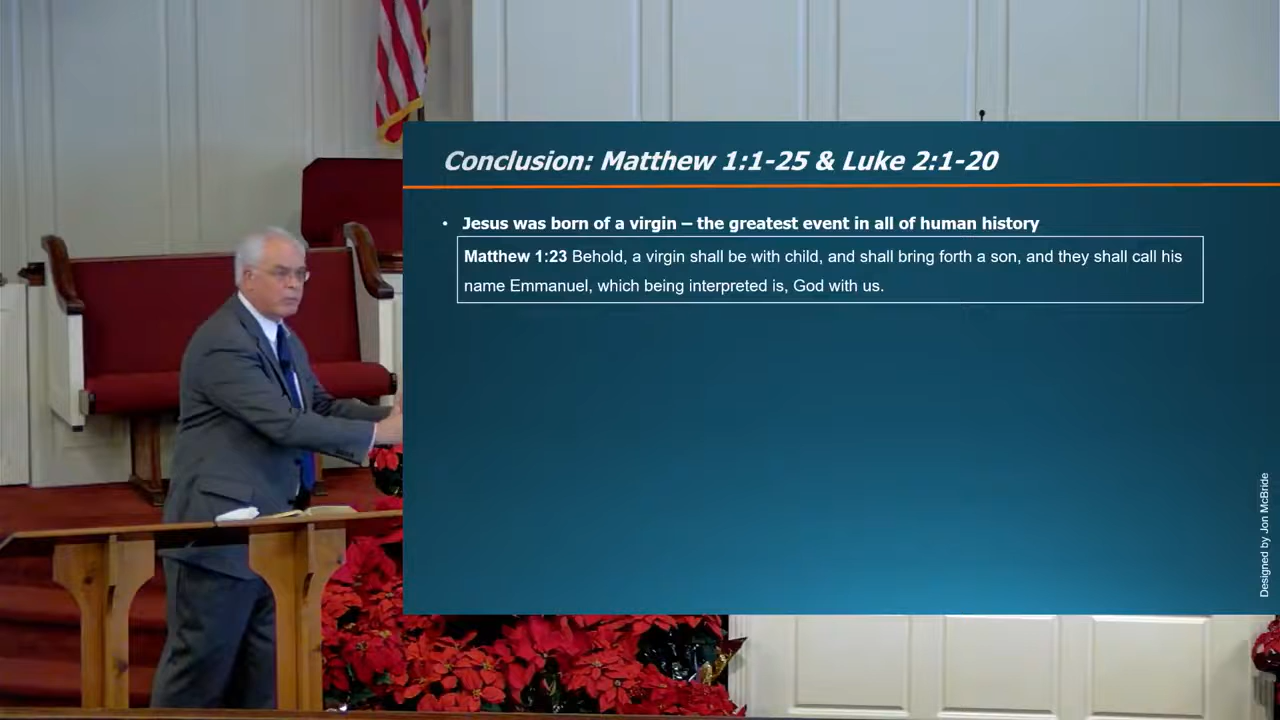 Conclusion: Matthew 1:1-25 & Luke 2:1-20
• Jesus was born of a virgin – the greatest event in all of human history
Matthew 1:23 Behold, a virgin shall be with child, and shall bring forth a son, and they shall call his
name Emmanuel, which being interpreted is, God with us.
Designed by Jon McBride